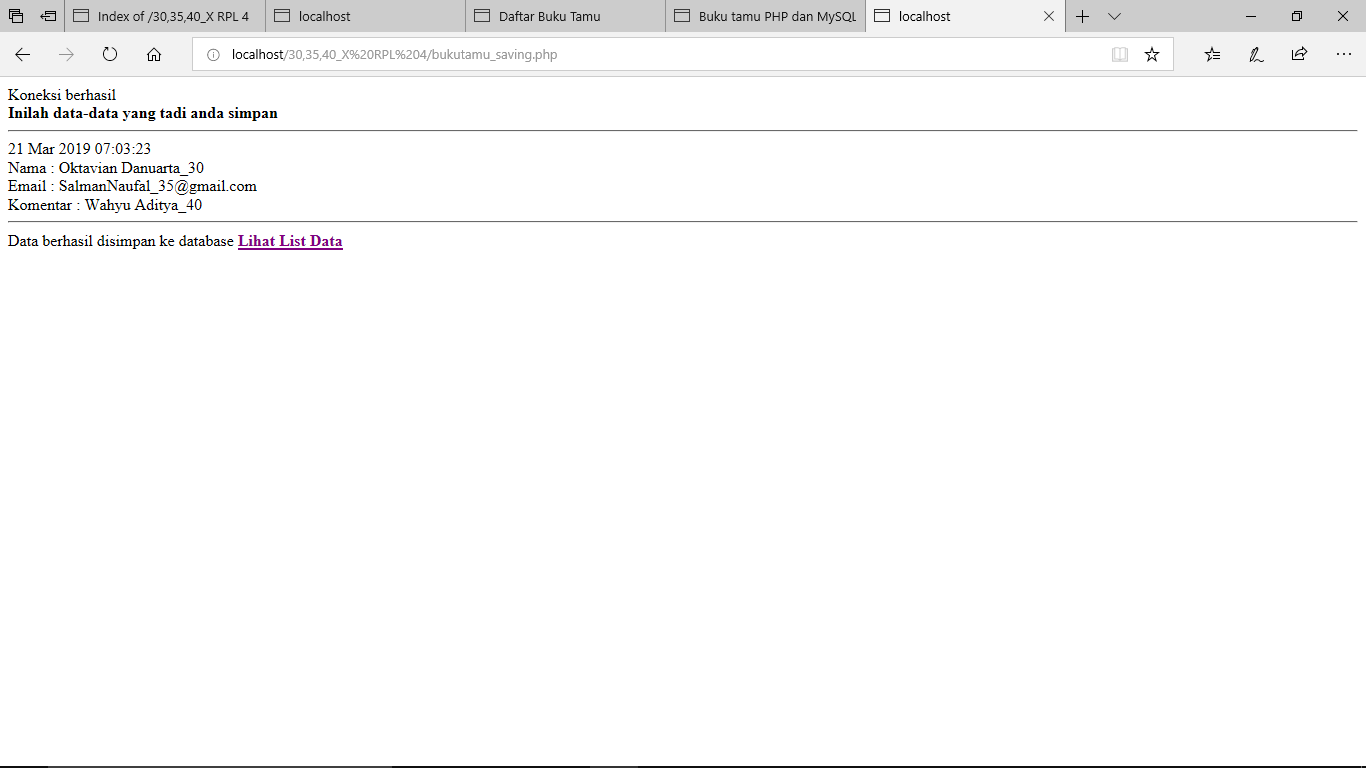 Index of /30,35,40_X RPL 4
localhost
Daftar Buku Tamu
Buku tamu PHP dan MySQL
localhost
localhost/30,35,40_X%20RPL%204/bukutamu_saving.php
Koneksi berhasil
Inilah data-data yang tadi anda simpan
21 Mar 2019 07:03:23
Nama : Oktavian Danuarta_30
Email : SalmanNaufal_35@gmail.com
Komentar : Wahyu Aditya_40
Data berhasil disimpan ke database Lihat List Data